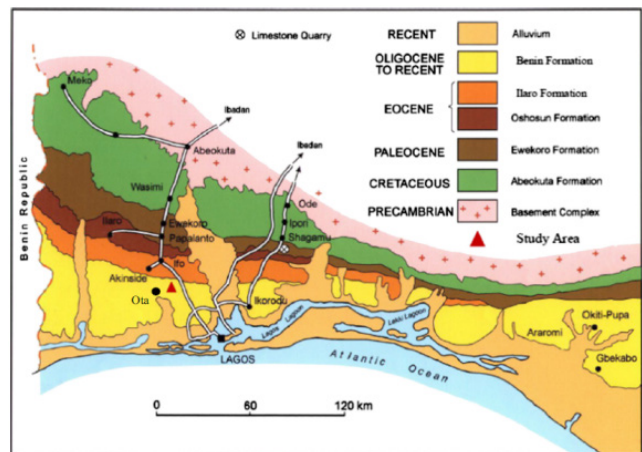 Limestone Quarry
RECENT
Alluvium
OLIGOCENE
TO RECENT
Benin Formation
EOCENE
Ilaro Formation
Oshosun Formation
PALEOCENE
Ewekoro Formation
CRETACEOUS
Abeokuta Formation
PRECAMBRIAN
Basement Complex
Study Area
Meko
Ibadan
Abeokuta
Ibadan
Wasimi
Ode
Ipori
Shagamu
Benin Republic
Ilaro
Ewekoro
Papalanto
Ifo
Akinside
Ota
Ikorodu
Lagos Lagoon
Lekki Lagoon
Okiti-Pupa
Araromi
Gbekabo
LAGOS
Atlantic Ocean
0 60 120 km